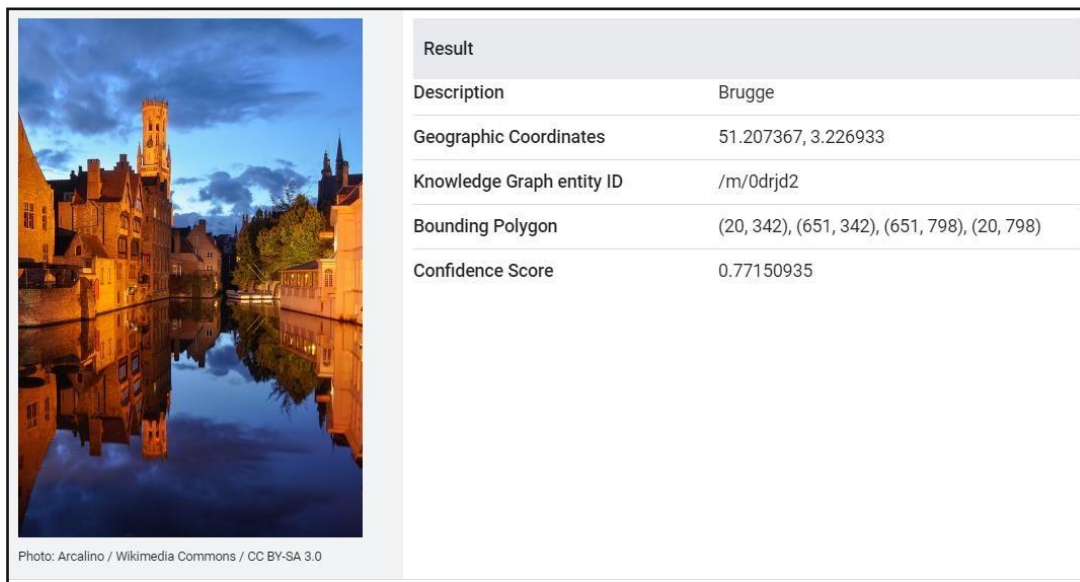 Result
Description Brugge
Geographic Coordinates 51.207367, 3.226933
Knowledge Graph entity ID /m/0drjd2
Bounding Polygon (20, 342), (651, 342), (651, 798), (20, 798)
Confidence Score 0.77150935
Photo: Arcalino / Wikimedia Commons / CC BY-SA 3.0